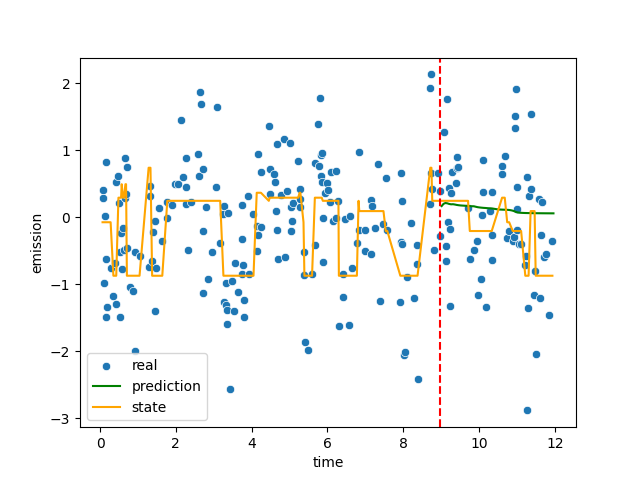 2
1
0
−1
−2
−3
emission
real
prediction
state
0 2 4 6 8 10 12
time